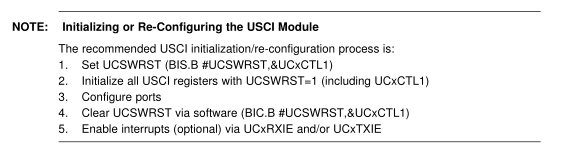 NOTE: Initializing or Re-Configuring the USCI Module
The recommended USCI initialization/re-configuration process is:
1. Set UCSWRST (BIS.B #UCSWRST,&UCxCTL1)
2. Initialize all USCI registers with UCSWRST=1 (including UCxCTL1)
3. Configure ports
4. Clear UCSWRST via software (BIC.B #UCSWRST,&UCxCTL1)
5. Enable interrupts (optional) via UCxRXIE and/or UCxTXIE